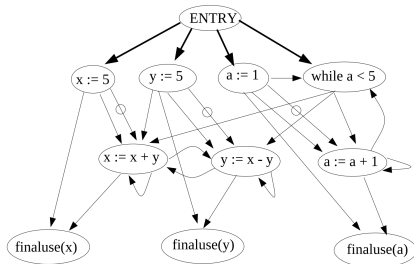 ENTRY
x := 5
y := 5
a := 1
while a < 5
x := x + y
y := x - y
a := a + 1
finaluse(x)
finaluse(y)
finaluse(a)